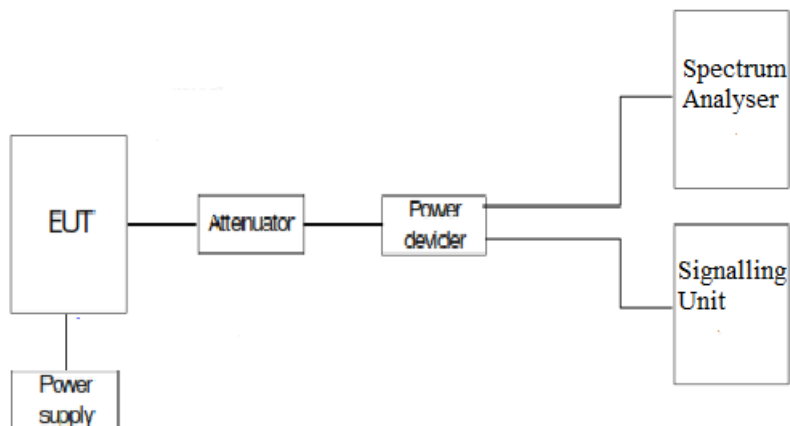 Spectrum
Analyser
EUT
Attenuator
Power
devider
Signalling
Unit
Power
supply